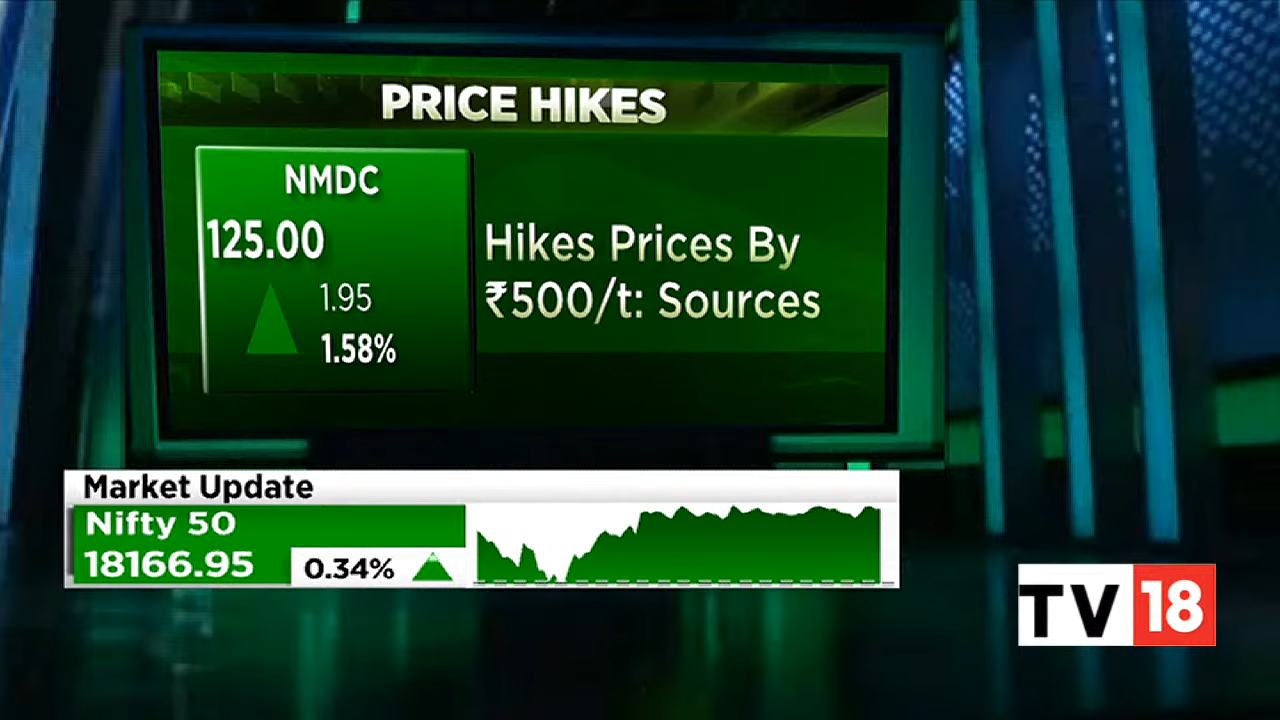 PRICE HIKES
NMDC
125.00
1.95
1.58%
Hikes Prices By
₹500/t: Sources
Market Update
Nifty 50
18166.95
0.34%
TV18